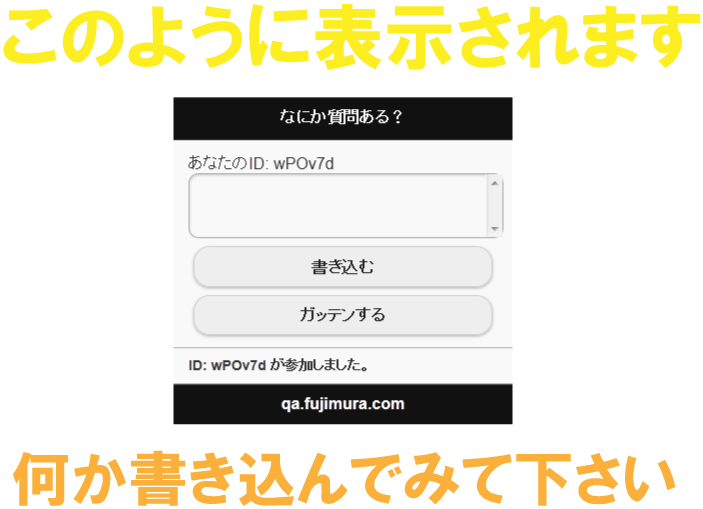 このように表示されます
なにか質問ある？
あなたのID: wPOv7d
書き込む
ガッテンする
ID: wPOv7d が参加しました。
qa.fujimura.com
何か書き込んでみて下さい